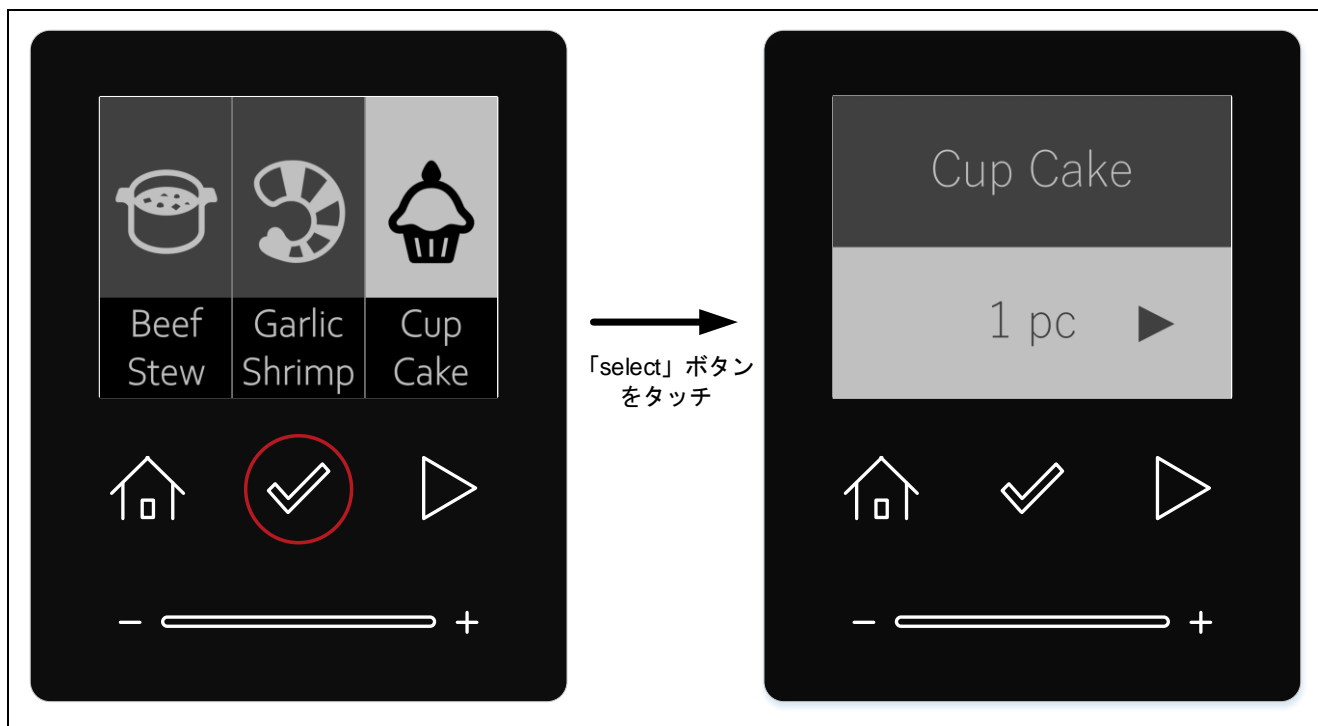 Beef
Stew
Garlic
Shrimp
Cup
Cake
「select」ボタン
をタッチ
Cup Cake
1 pc